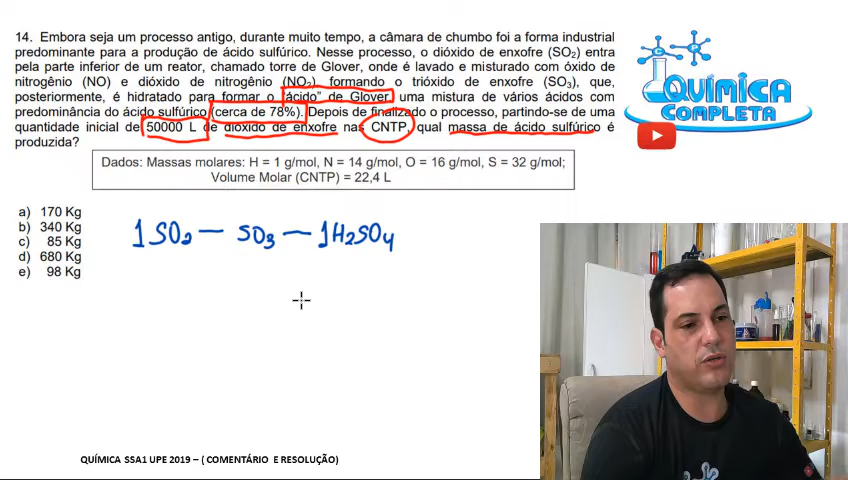 14. Embora seja um processo antigo, durante muito tempo, a câmara de chumbo foi a forma industrial
predominante para a produção de ácido sulfúrico. Nesse processo, o dióxido de enxofre (SO₂) entra
pela parte inferior de um reator, chamado torre de Glover, onde é lavado e misturado com óxido de
nitrogênio (NO) e dióxido de nitrogênio (NO₂), formando o trióxido de enxofre (SO₃), que,
posteriormente, é hidratado para formar o "ácido" de Glover, uma mistura de vários ácidos com
predominância do ácido sulfúrico (cerca de 78%). Depois de finalizado o processo, partindo-se de uma
quantidade inicial de 50000 L de dióxido de enxofre nas CNTP, qual massa de ácido sulfúrico é
produzida?
Dados: Massas molares: H = 1 g/mol, N = 14 g/mol, O = 16 g/mol, S = 32 g/mol;
Volume Molar (CNTP) = 22,4 L
a) 170 Kg
b) 340 Kg
c) 85 Kg
d) 680 Kg
e) 98 Kg
1SO₂ — SO₃ — 1H₂SO₄
QUÍMICA
COMPLETA
QUÍMICA SSA1 UPE 2019 – ( COMENTÁRIO E RESOLUÇÃO)